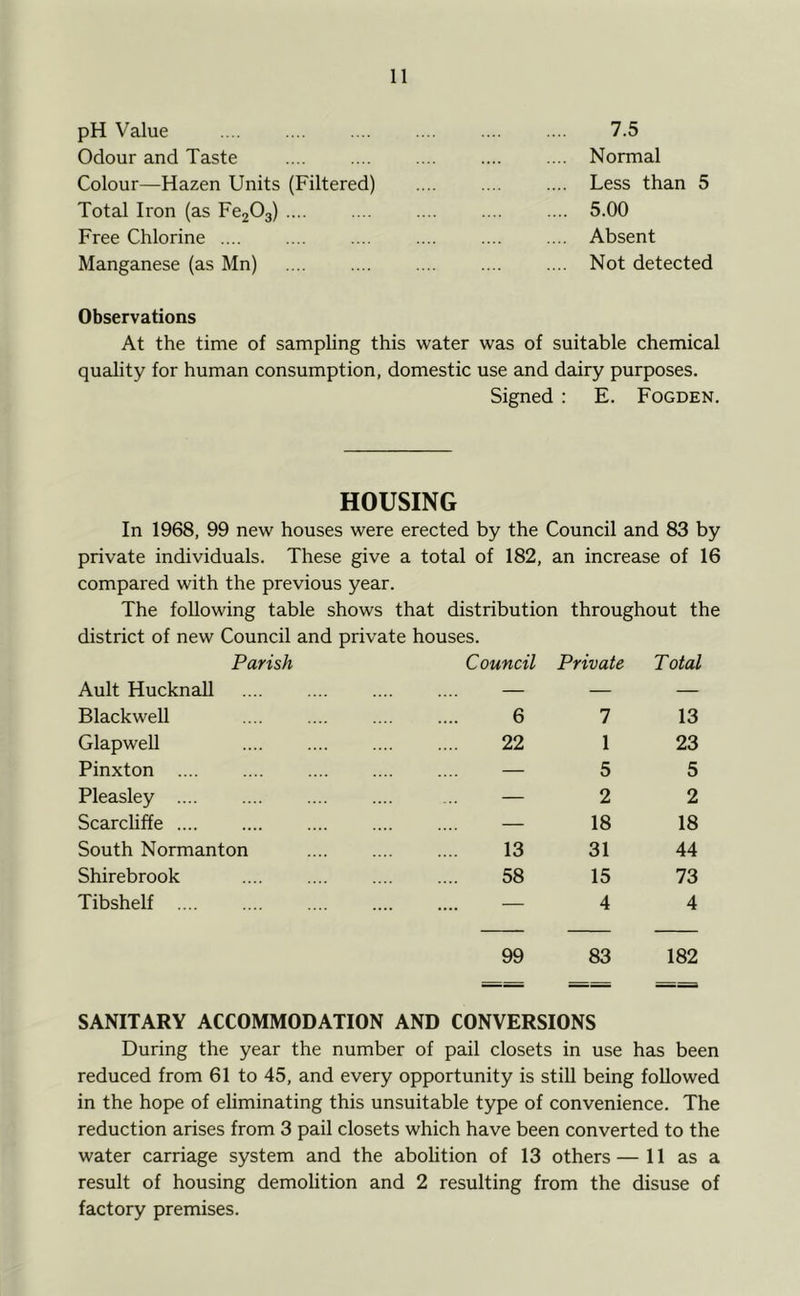 11
pH Value .... .... .... .... .... .... 7.5
Odour and Taste .... .... .... .... .... Normal
Colour—Hazen Units (Filtered) .... .... .... Less than 5
Total Iron (as Fe₂O₃) .... .... .... .... .... 5.00
Free Chlorine .... .... .... .... .... .... Absent
Manganese (as Mn) .... .... .... .... .... Not detected
Observations
At the time of sampling this water was of suitable chemical
quality for human consumption, domestic use and dairy purposes.
Signed : E. Fogden.
HOUSING
In 1968, 99 new houses were erected by the Council and 83 by
private individuals. These give a total of 182, an increase of 16
compared with the previous year.
The following table shows that distribution throughout the
district of new Council and private houses.
Parish Council Private Total
Ault Hucknall .... .... .... .... — — —
Blackwell .... .... .... .... 6 7 13
Glapwell .... .... .... .... 22 1 23
Pinxton .... .... .... .... .... — 5 5
Pleasley .... .... .... .... ... — 2 2
Scarcliffe .... .... .... .... .... — 18 18
South Normanton .... .... .... 13 31 44
Shirebrook .... .... .... .... 58 15 73
Tibshelf .... .... .... .... .... — 4 4
99 83 182
SANITARY ACCOMMODATION AND CONVERSIONS
During the year the number of pail closets in use has been
reduced from 61 to 45, and every opportunity is still being followed
in the hope of eliminating this unsuitable type of convenience. The
reduction arises from 3 pail closets which have been converted to the
water carriage system and the abolition of 13 others — 11 as a
result of housing demolition and 2 resulting from the disuse of
factory premises.